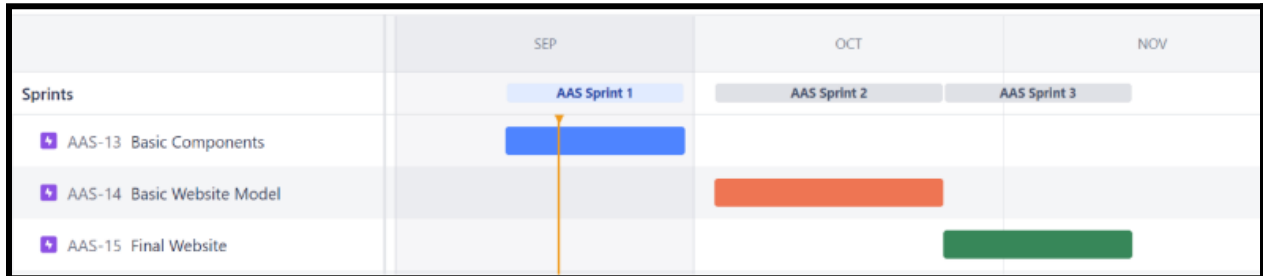 SEP OCT NOV
Sprints AAS Sprint 1 AAS Sprint 2 AAS Sprint 3
AAS-13 Basic Components
AAS-14 Basic Website Model
AAS-15 Final Website